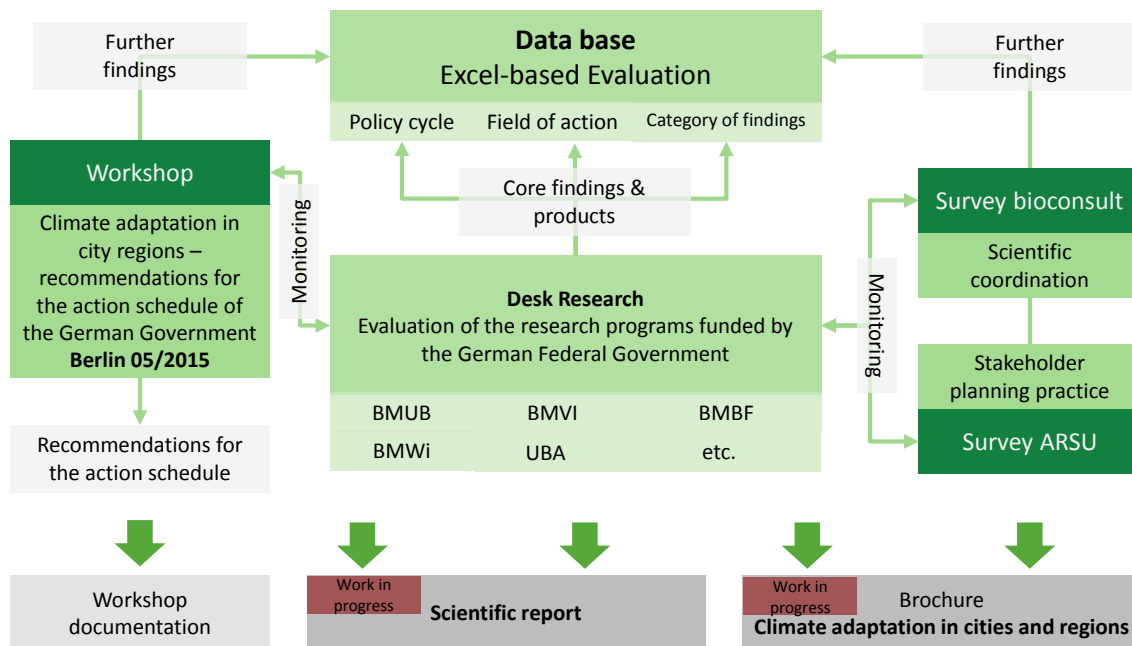 Further
findings
Data base
Excel-based Evaluation
Policy cycle
Field of action
Category of findings
Further
findings
Workshop
Climate adaptation in
city regions –
recommendations for
the action schedule of
the German Government
Berlin 05/2015
Monitoring
Core findings &
products
Desk Research
Evaluation of the research programs funded by
the German Federal Government
BMUB
BMVI
BMBF
BMWi
UBA
etc.
Monitoring
Survey bioconsult
Scientific
coordination
Stakeholder
planning practice
Survey ARSU
Recommendations for
the action schedule
Workshop
documentation
Work in
progress
Scientific report
Work in
progress
Brochure
Climate adaptation in cities and regions